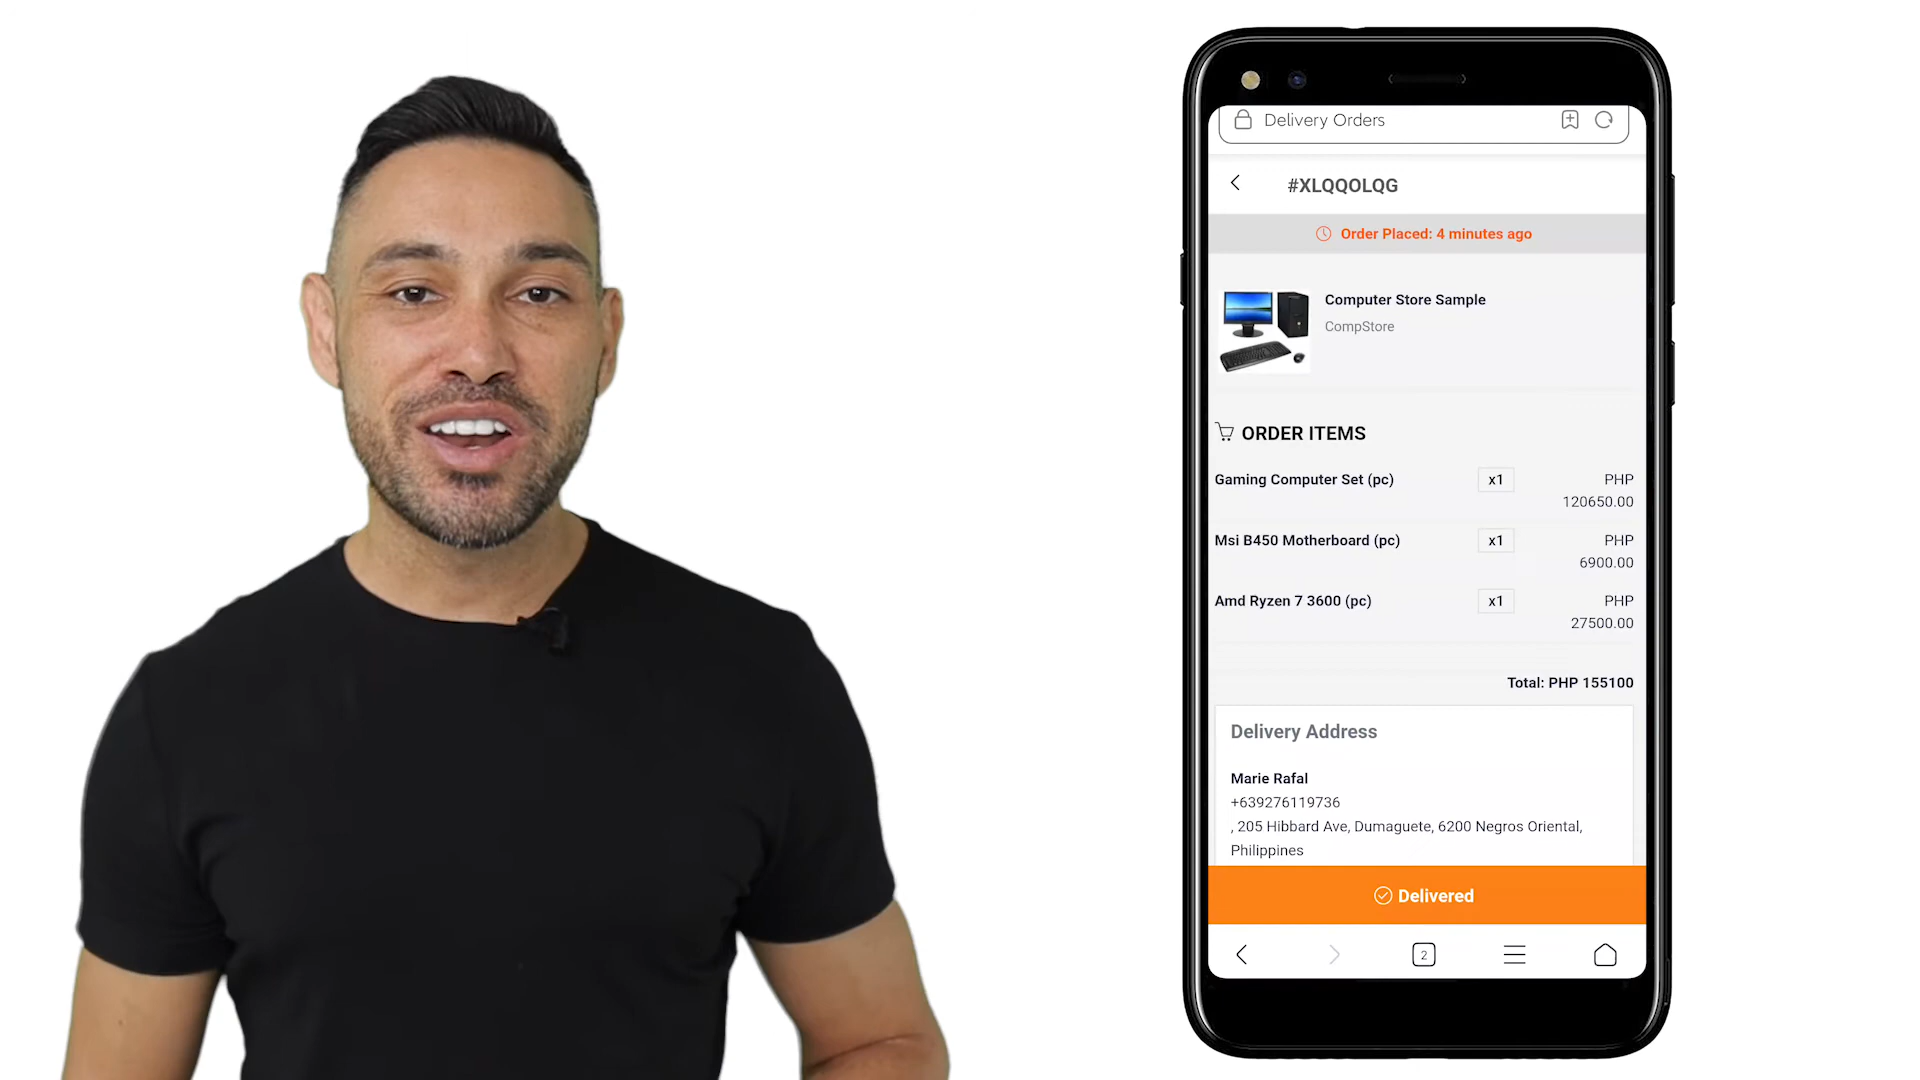 Delivery Orders
#XLQQOLQG
Order Placed: 4 minutes ago
Computer Store Sample
CompStore
ORDER ITEMS
Gaming Computer Set (pc) x1 PHP
120650.00
Msi B450 Motherboard (pc) x1 PHP
6900.00
Amd Ryzen 7 3600 (pc) x1 PHP
27500.00
Total: PHP 155100
Delivery Address
Marie Rafal
+639276119736
, 205 Hibbard Ave, Dumaguete, 6200 Negros Oriental,
Philippines
Delivered
2